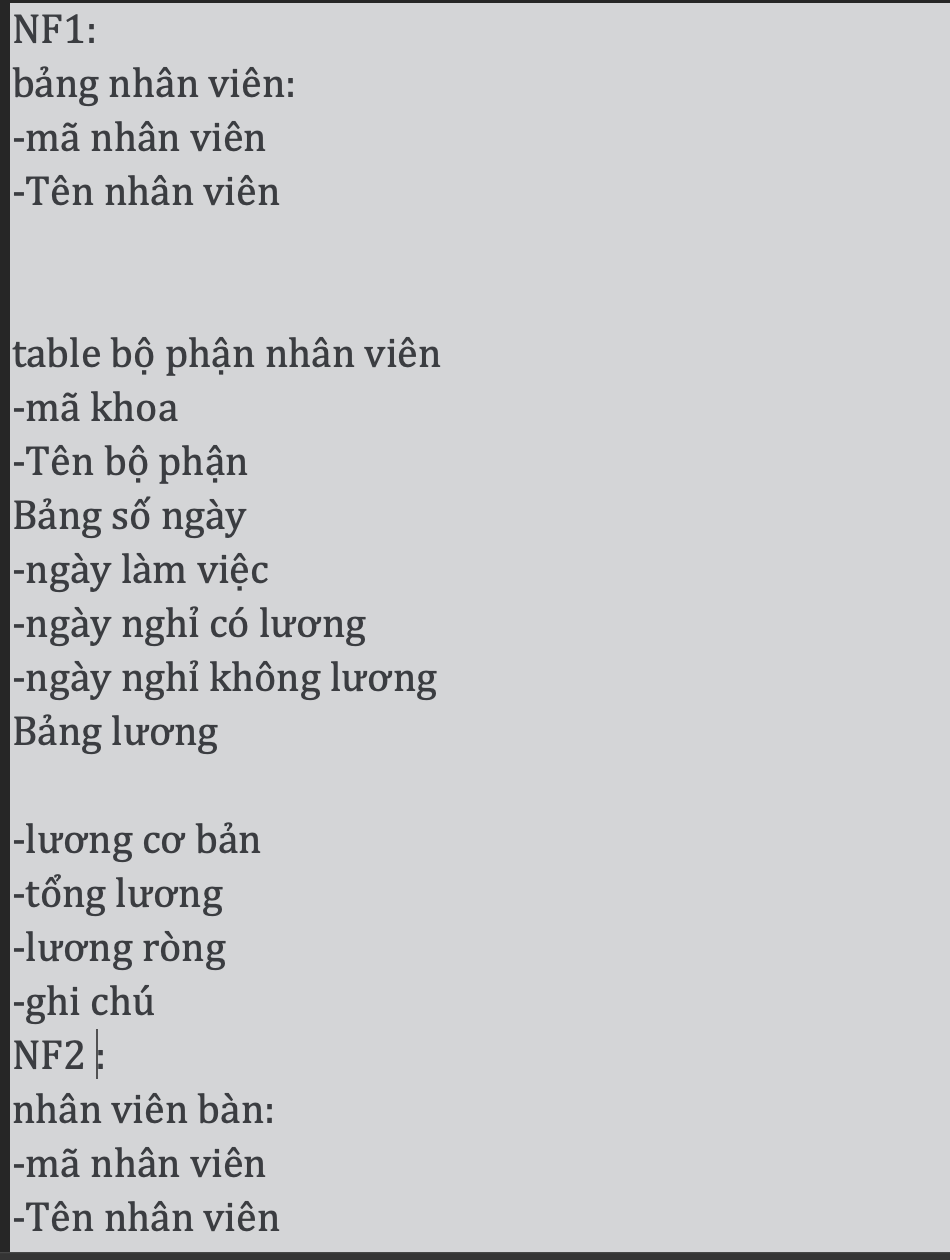 NF1:
bảng nhân viên:
-mã nhân viên
-Tên nhân viên
table bộ phận nhân viên
-mã khoa
-Tên bộ phận
Bảng số ngày
-ngày làm việc
-ngày nghỉ có lương
-ngày nghỉ không lương
Bảng lương
-lương cơ bản
-tổng lương
-lương ròng
-ghi chú
NF2 :
nhân viên bàn:
-mã nhân viên
-Tên nhân viên